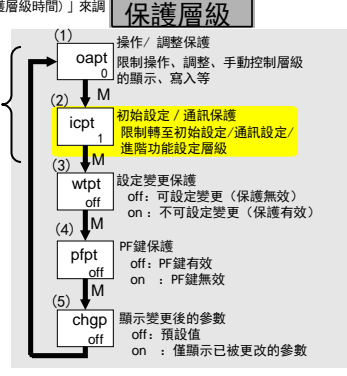 護層級時間)」來調
保護層級
(1)
oapt
0
操作/ 調整保護
限制操作、調整、手動控制層級
的顯示、寫入等
M
(2)
icpt
1
初始設定 / 通訊保護
限制轉至初始設定/通訊設定/
進階功能設定層級
M
(3)
wtpt
off
設定變更保護
off: 可設定變更（保護無效）
on : 不可設定變更（保護有效）
M
(4)
pfpt
off
PF鍵保護
off: PF鍵有效
on : PF鍵無效
M
(5)
chgp
off
顯示變更後的參數
off: 預設值
on : 僅顯示已被更改的參數